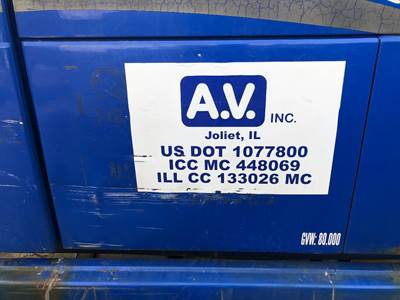 A.V. INC.
Joliet, IL
US DOT 1077800
ICC MC 448069
ILL CC 133026 MC
GVW: 80.000